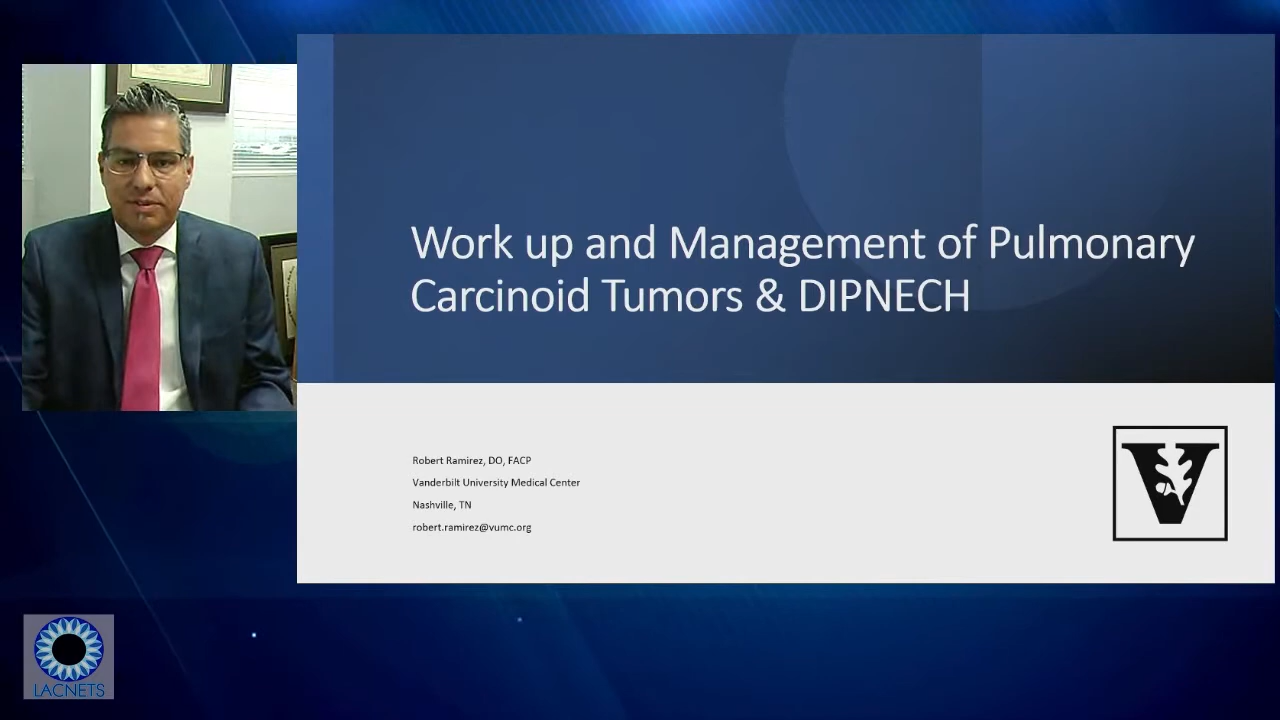 Work up and Management of Pulmonary
Carcinoid Tumors & DIPNECH
Robert Ramirez, DO, FACP
Vanderbilt University Medical Center
Nashville, TN
robert.ramirez@vumc.org
V
LACNETS